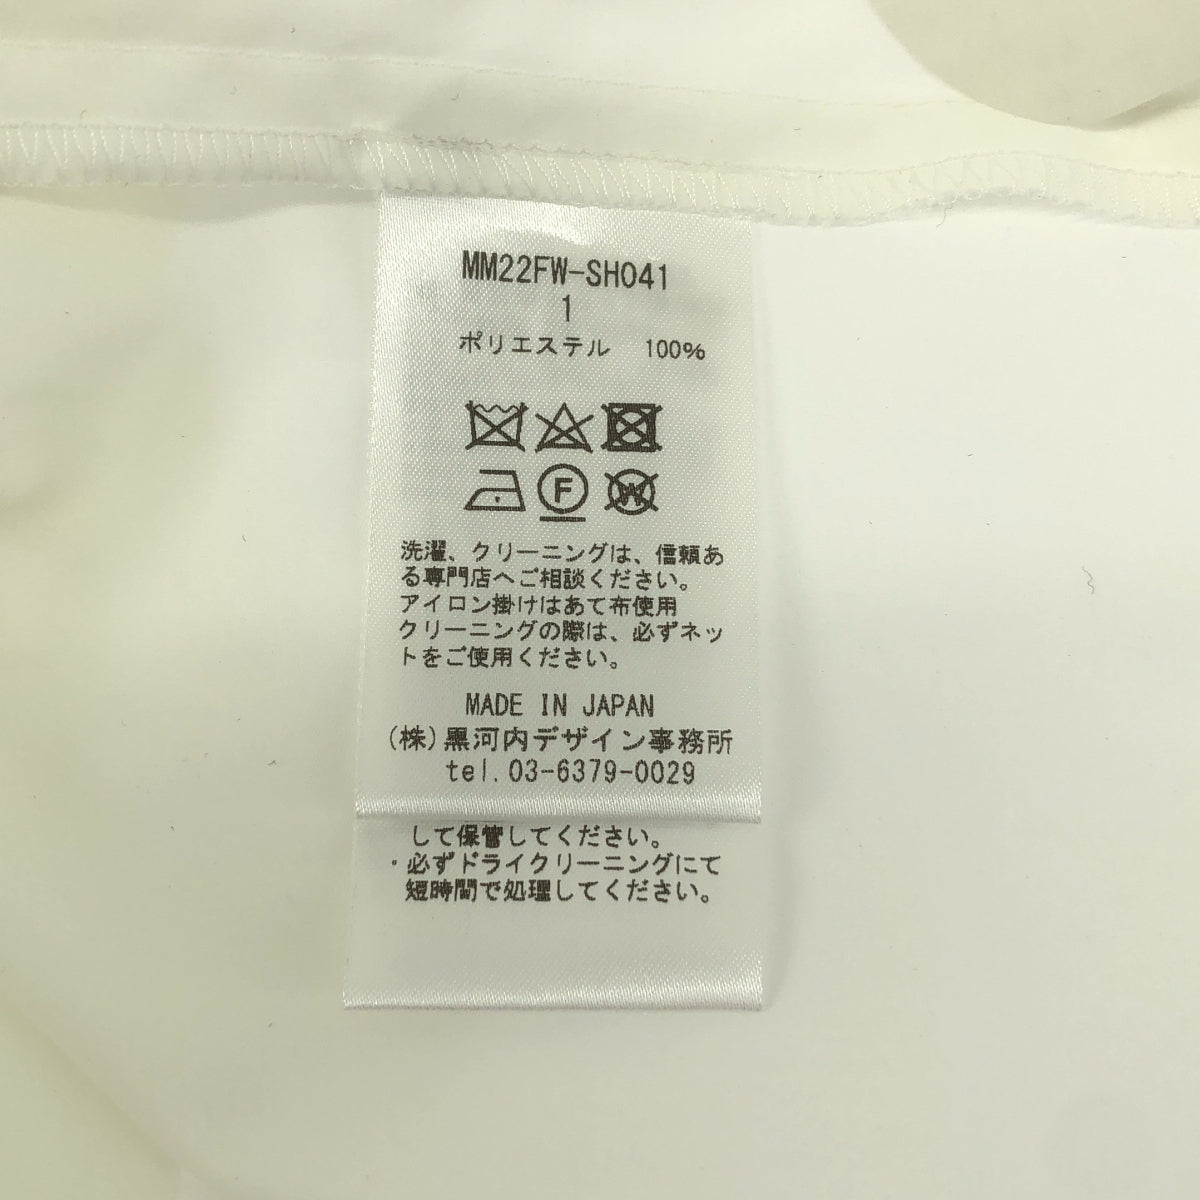 MM22FW-SH041
1
ポリエステル 100%
F
W
洗濯、クリーニングは、信頼あ
る専門店へご相談ください。
アイロン掛けはあて布使用
クリーニングの際は、必ずネッ
トをご使用ください。
MADE IN JAPAN
(株)黒河内デザイン事務所
tel.03-6379-0029
して保管してください。
・必ずドライクリーニングにて
短時間で処理してください。